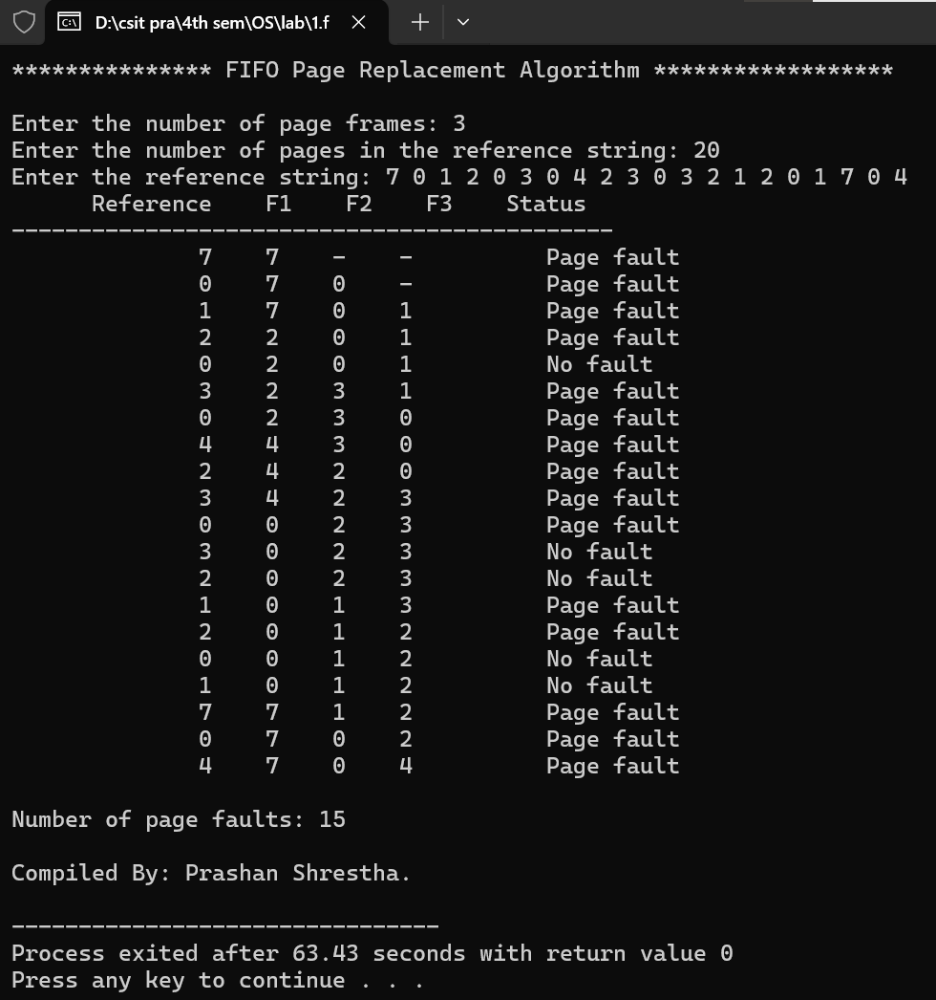 D:\csit pra\4th sem\OS\lab\1.f
*************** FIFO Page Replacement Algorithm ******************
Enter the number of page frames: 3
Enter the number of pages in the reference string: 20
Enter the reference string: 7 0 1 2 0 3 0 4 2 3 0 3 2 1 2 0 1 7 0 4
Reference F1 F2 F3 Status
---------------------------------------------
7 7 - - Page fault
0 7 0 - Page fault
1 7 0 1 Page fault
2 2 0 1 Page fault
0 2 0 1 No fault
3 2 3 1 Page fault
0 2 3 0 Page fault
4 4 3 0 Page fault
2 4 2 0 Page fault
3 4 2 3 Page fault
0 0 2 3 Page fault
3 0 2 3 No fault
2 0 2 3 No fault
1 0 1 3 Page fault
2 0 1 2 Page fault
0 0 1 2 No fault
1 0 1 2 No fault
7 7 1 2 Page fault
0 7 0 2 Page fault
4 7 0 4 Page fault
Number of page faults: 15
Compiled By: Prashan Shrestha.
--------------------------------
Process exited after 63.43 seconds with return value 0
Press any key to continue . . .